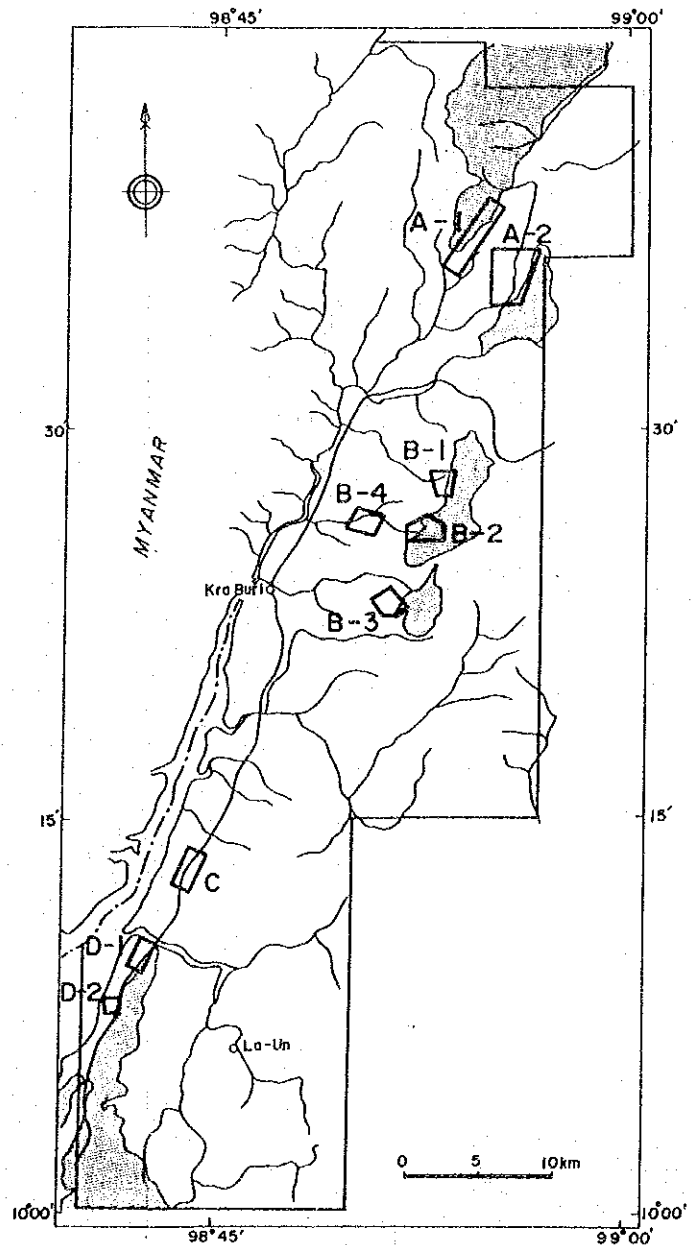 98°45'
99°00'
A-1
A-2
30'
30'
MYANMAR
B-1
B-4
B-2
Kra Buri
B-3
15'
15'
C
D-1
D-2
La-Un
0 5 10km
10°00'
10°00'
98°45'
99°00'